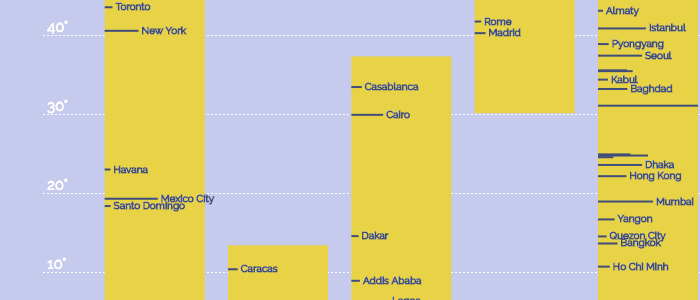 Toronto
New York
Havana
Mexico City
Santo Domingo
Caracas
Casablanca
Cairo
Dakar
Addis Ababa
Lagos
Rome
Madrid
Almaty
Istanbul
Pyongyang
Seoul
Kabul
Baghdad
Dhaka
Hong Kong
Mumbai
Yangon
Quezon City
Bangkok
Ho Chi Minh
40°
30°
20°
10°